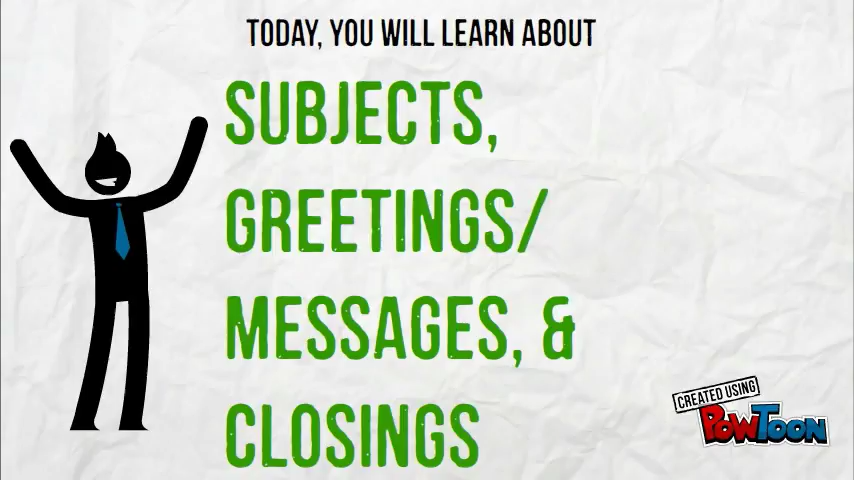 TODAY, YOU WILL LEARN ABOUT
SUBJECTS,
GREETINGS/
MESSAGES, &
CLOSINGS
CREATED USING
POWTOON